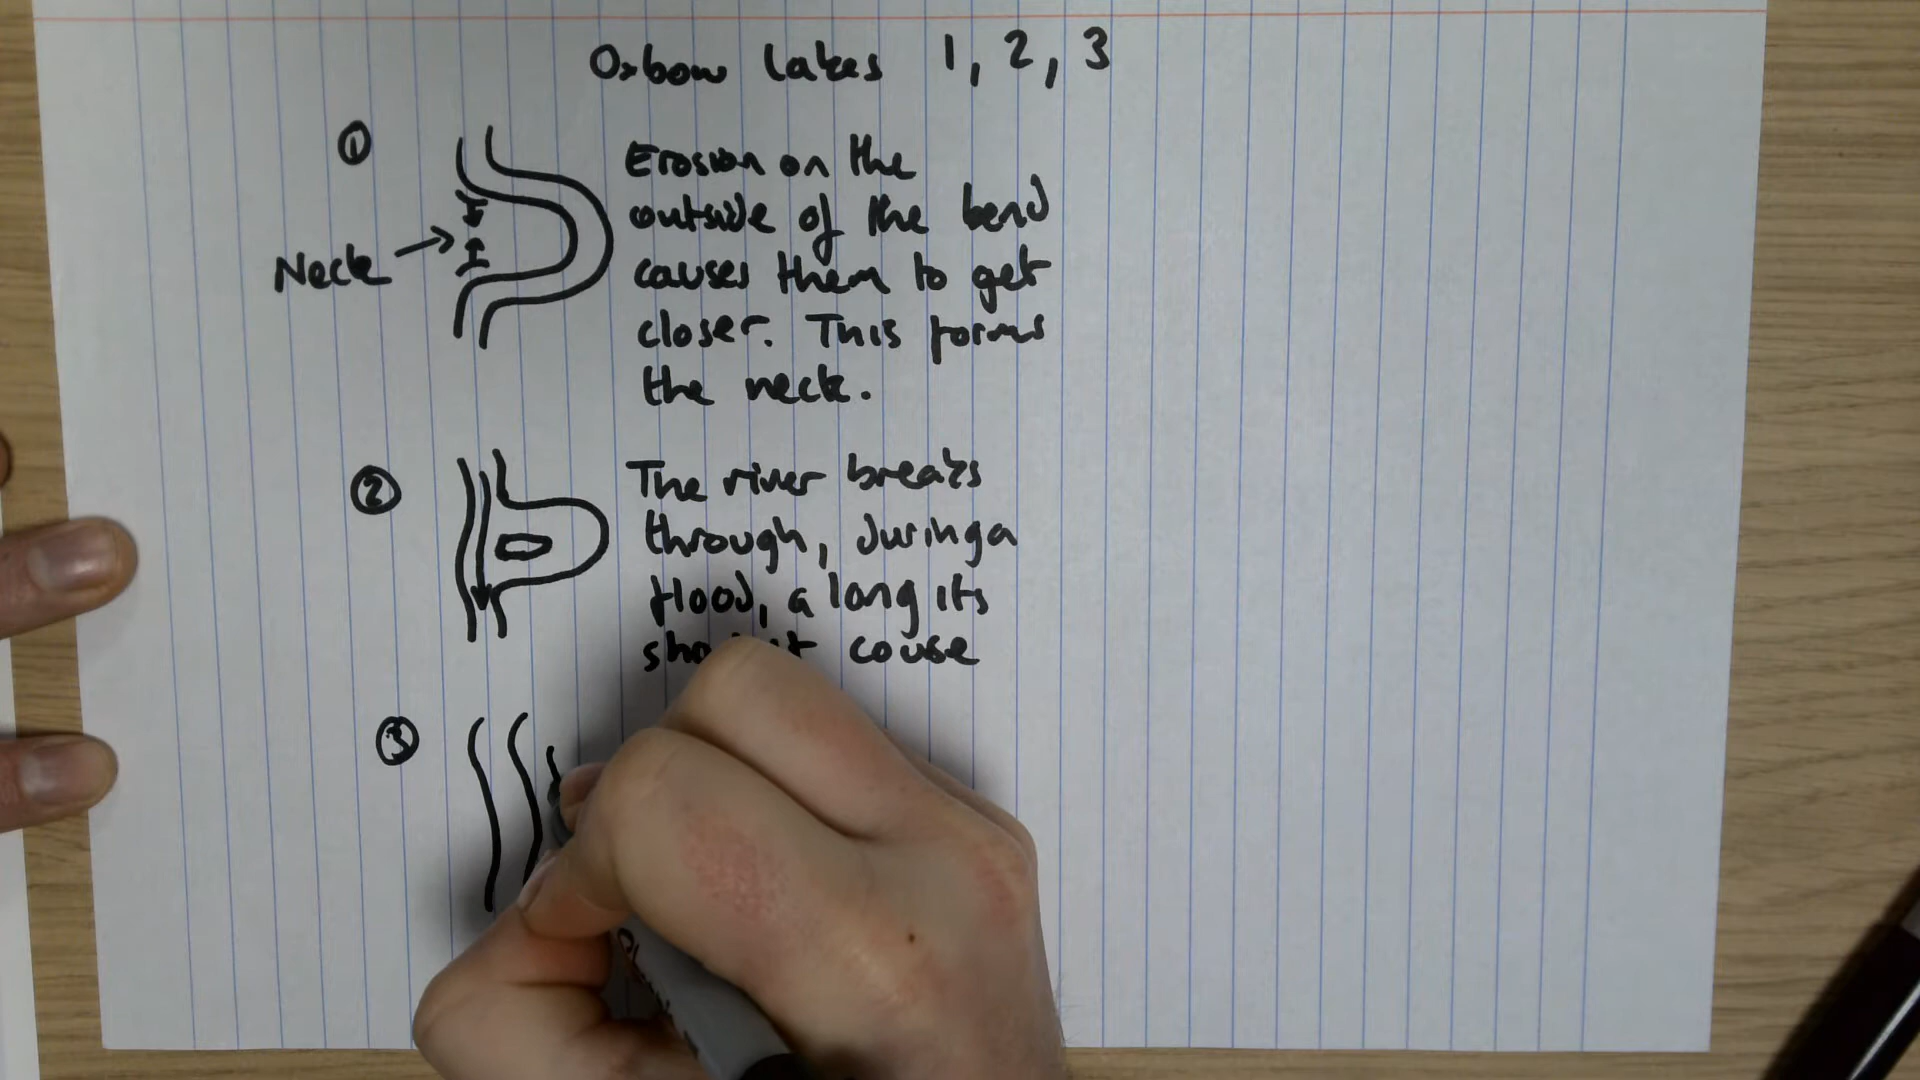 Oxbow lakes 1, 2, 3
①
Erosion on the
outside of the bend
causes them to get
closer. This forms
the neck.
Neck
②
The river breaks
through, during a
flood, a long its
couse
③